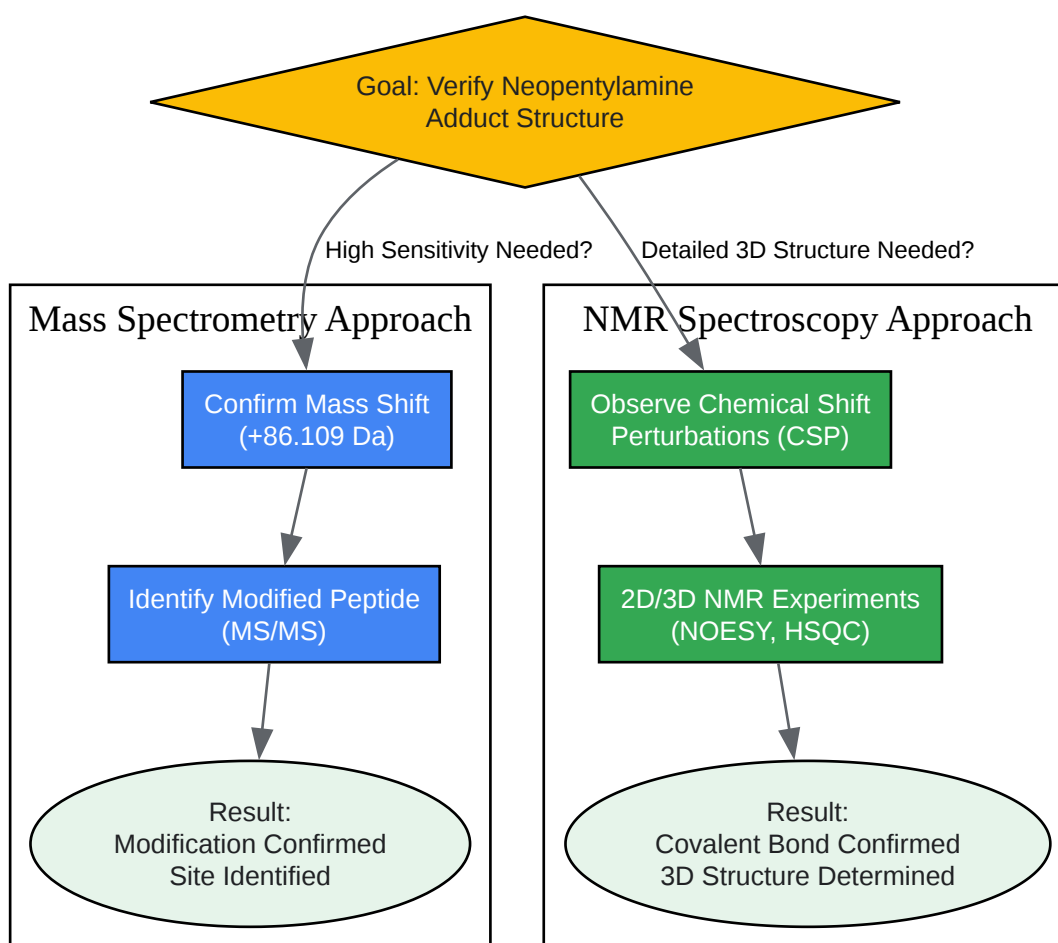 Goal: Verify Neopentylamine
Adduct Structure
High Sensitivity Needed?
Detailed 3D Structure Needed?
Mass Spectrometry Approach
Confirm Mass Shift
(+86.109 Da)
Identify Modified Peptide
(MS/MS)
Result:
Modification Confirmed
Site Identified
NMR Spectroscopy Approach
Observe Chemical Shift
Perturbations (CSP)
2D/3D NMR Experiments
(NOESY, HSQC)
Result:
Covalent Bond Confirmed
3D Structure Determined